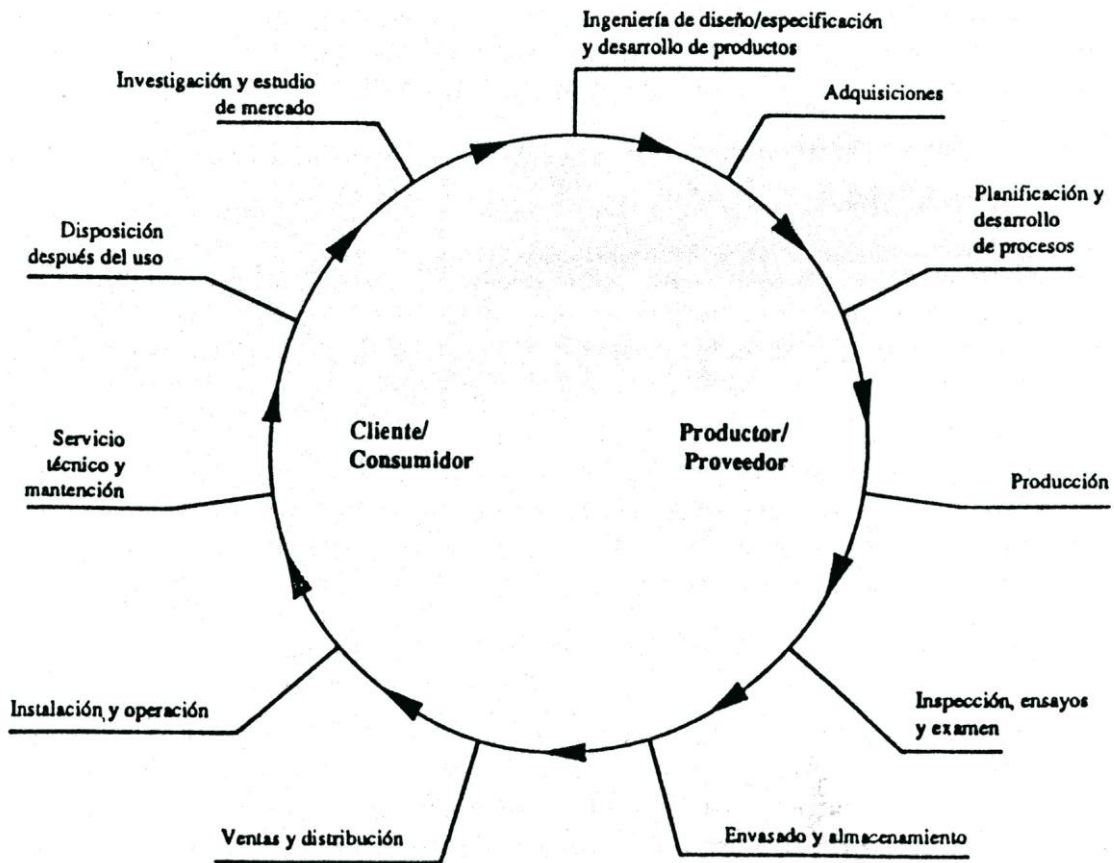 Ingeniería de diseño/especificación
y desarrollo de productos
Adquisiciones
Planificación y
desarrollo
de procesos
Producción
Inspección, ensayos
y examen
Envasado y almacenamiento
Ventas y distribución
Instalación y operación
Servicio
técnico y
mantención
Disposición
después del uso
Investigación y estudio
de mercado
Cliente/
Consumidor
Productor/
Proveedor